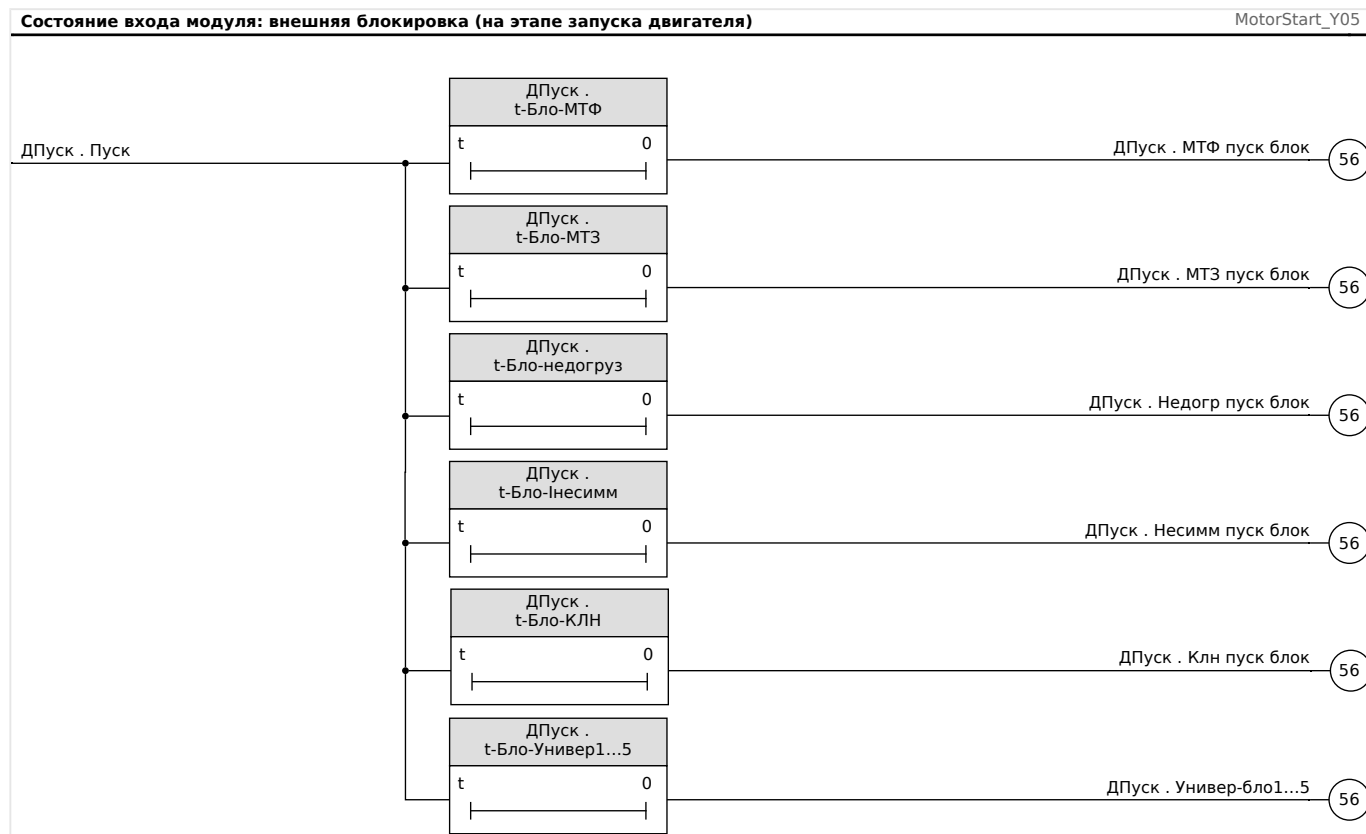 Состояние входа модуля: внешняя блокировка (на этапе запуска двигателя)
MotorStart_Y05
ДПуск . Пуск
ДПуск .
t-Бло-МТФ
t 0
ДПуск . МТФ пуск блок
56
ДПуск .
t-Бло-МТЗ
t 0
ДПуск . МТЗ пуск блок
56
ДПуск .
t-Бло-недогруз
t 0
ДПуск . Недогр пуск блок
56
ДПуск .
t-Бло-Iнесимм
t 0
ДПуск . Несимм пуск блок
56
ДПуск .
t-Бло-КЛН
t 0
ДПуск . Клн пуск блок
56
ДПуск .
t-Бло-Универ1...5
t 0
ДПуск . Универ-бло1...5
56